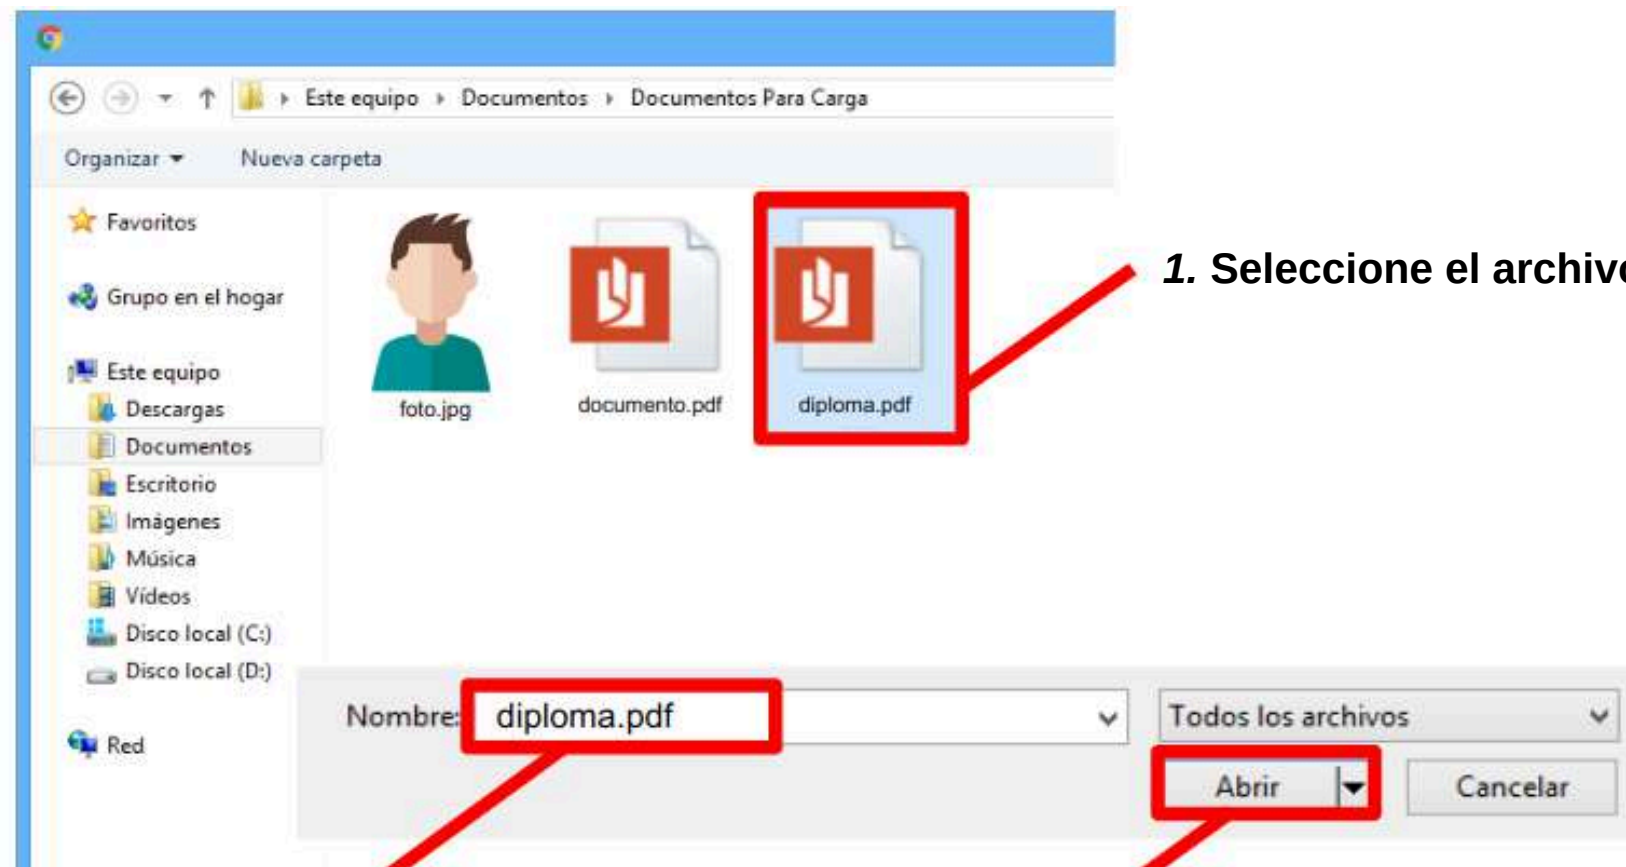 Este equipo Documentos Documentos Para Carga
Organizar Nueva carpeta
Favoritos
Grupo en el hogar
Este equipo
Descargas
Documentos
Escritorio
Imágenes
Música
Vídeos
Disco local (C:)
Disco local (D:)
Red
foto.jpg
documento.pdf
diploma.pdf
1. Seleccione el archivo
Nombre: diploma.pdf
Todos los archivos
Abrir
Cancelar